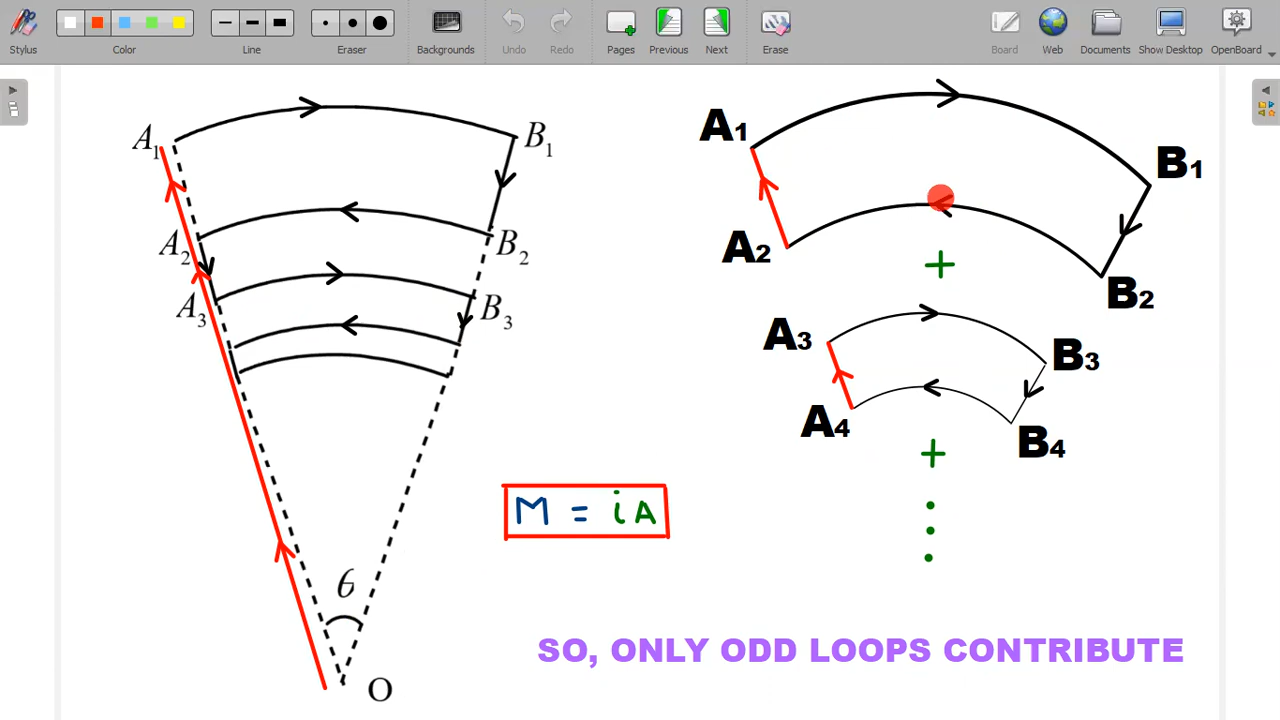 Stylus
Color
Line
Eraser
Backgrounds
Undo
Redo
Pages
Previous
Next
Erase
Board
Web
Documents
Show Desktop
OpenBoard
A1
B1
A2
B2
A3
B3
θ
O
A1
B1
A2
B2
+
A3
B3
A4
B4
+
M = iA
SO, ONLY ODD LOOPS CONTRIBUTE